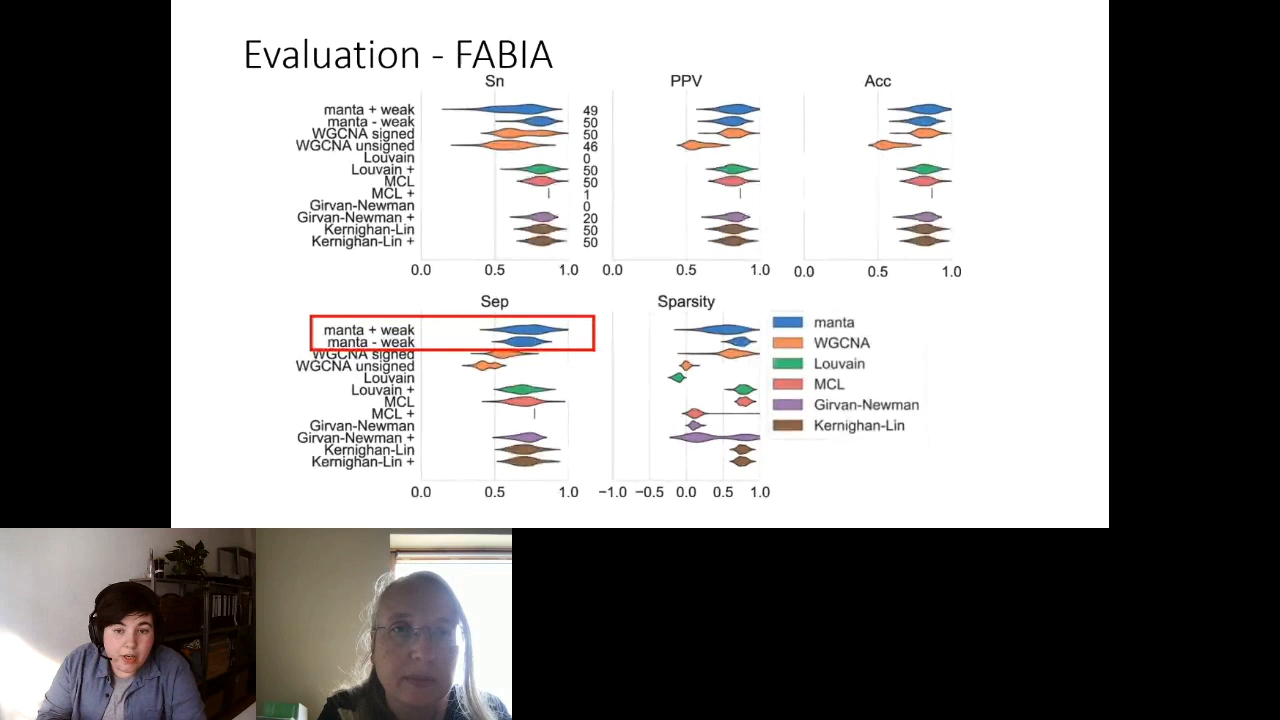 Evaluation - FABIA
Sn
PPV
Acc
manta + weak
49
manta - weak
50
WGCNA signed
50
WGCNA unsigned
46
Louvain
0
Louvain +
50
MCL
50
MCL +
1
Girvan-Newman
0
Girvan-Newman +
20
Kernighan-Lin
50
Kernighan-Lin +
50
0.0 0.5 1.0
0.0 0.5 1.0
0.0 0.5 1.0
Sep
Sparsity
manta + weak
manta - weak
WGCNA signed
WGCNA unsigned
Louvain
Louvain +
MCL
MCL +
Girvan-Newman
Girvan-Newman +
Kernighan-Lin
Kernighan-Lin +
0.0 0.5 1.0
−1.0 −0.5 0.0 0.5 1.0
manta
WGCNA
Louvain
MCL
Girvan-Newman
Kernighan-Lin